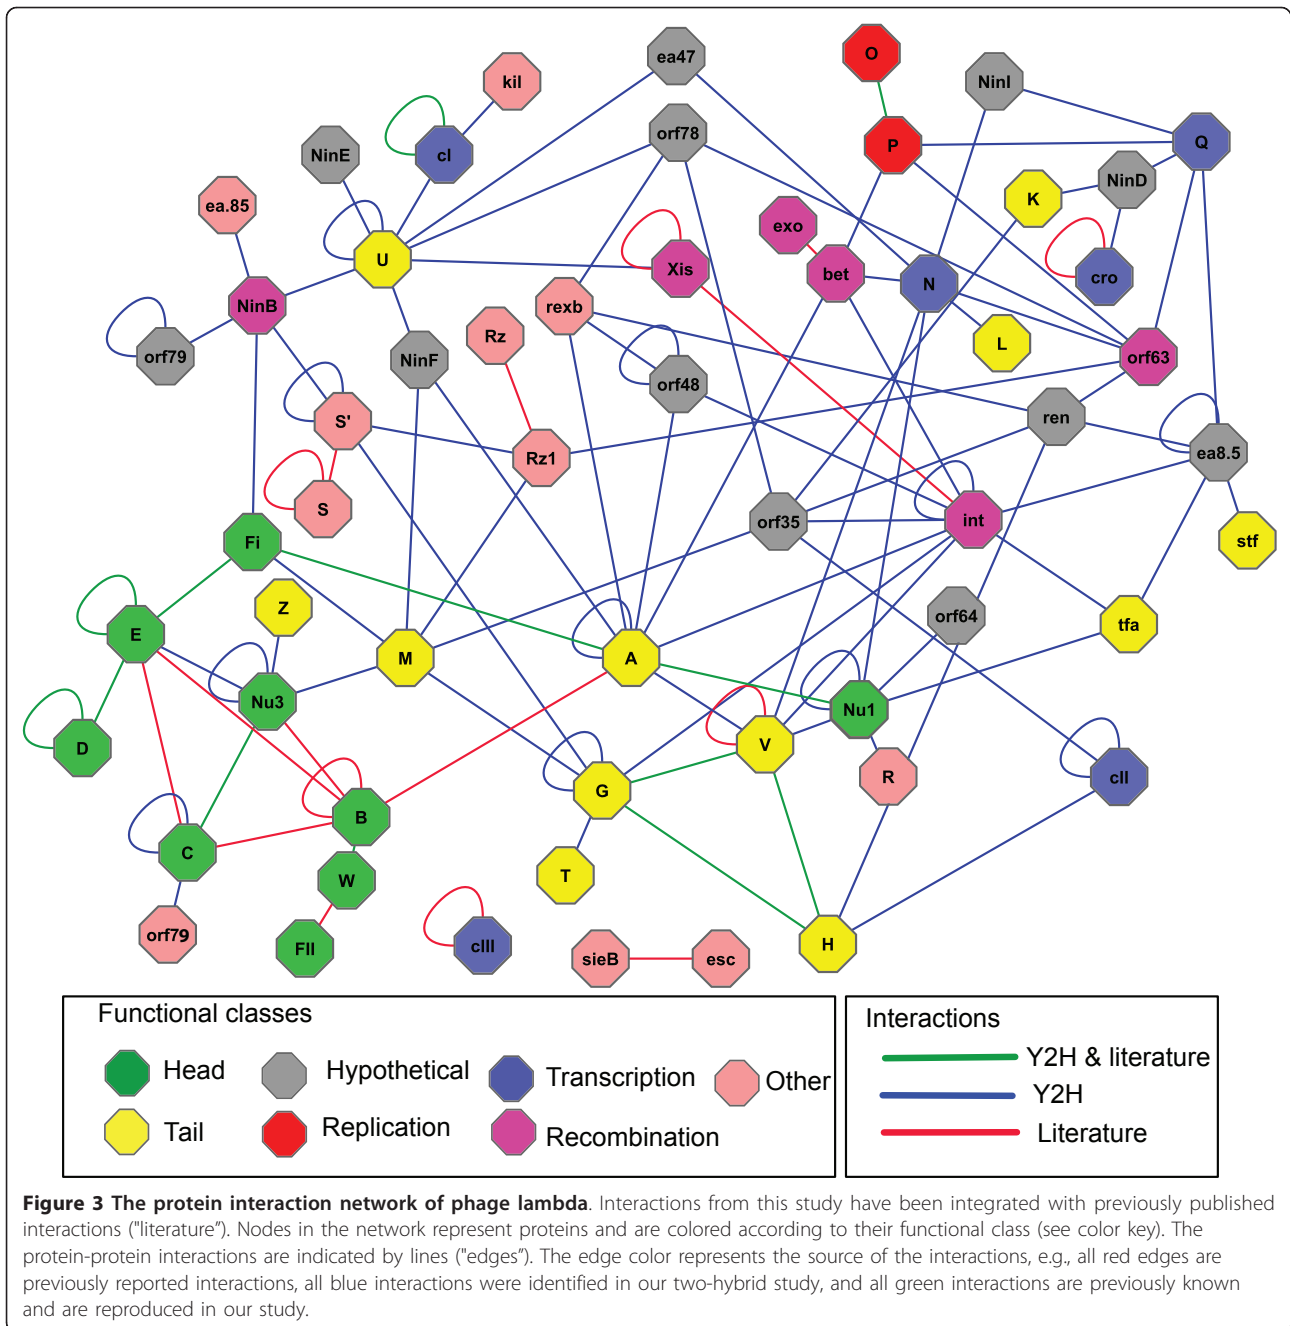 ea47
O
NinI
kil
orf78
P
Q
NinE
cI
K
NinD
ea.85
exo
U
Xis
bet
N
cro
NinB
rexb
Rz
L
orf79
NinF
orf48
orf63
S'
ren
Rz1
ea8.5
S
orf35
int
Fi
stf
Z
orf64
E
tfa
M
A
Nu3
Nu1
D
V
R
cII
G
B
C
W
T
orf79
FII
cIII
sieB
esc
H
Functional classes
Head
Hypothetical
Transcription
Other
Tail
Replication
Recombination
Interactions
Y2H & literature
Y2H
Literature
Figure 3 The protein interaction network of phage lambda. Interactions from this study have been integrated with previously published
interactions ("literature"). Nodes in the network represent proteins and are colored according to their functional class (see color key). The
protein-protein interactions are indicated by lines ("edges"). The edge color represents the source of the interactions, e.g., all red edges are
previously reported interactions, all blue interactions were identified in our two-hybrid study, and all green interactions are previously known
and are reproduced in our study.